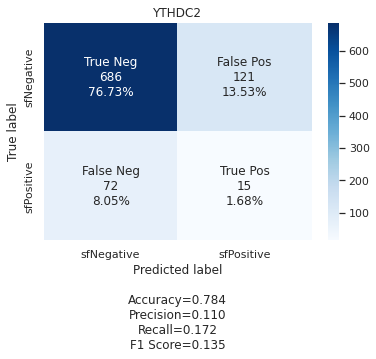 YTHDC2
True label
sfNegative
sfPositive
True Neg
686
76.73%
False Pos
121
13.53%
False Neg
72
8.05%
True Pos
15
1.68%
600
500
400
300
200
100
sfNegative
sfPositive
Predicted label
Accuracy=0.784
Precision=0.110
Recall=0.172
F1 Score=0.135